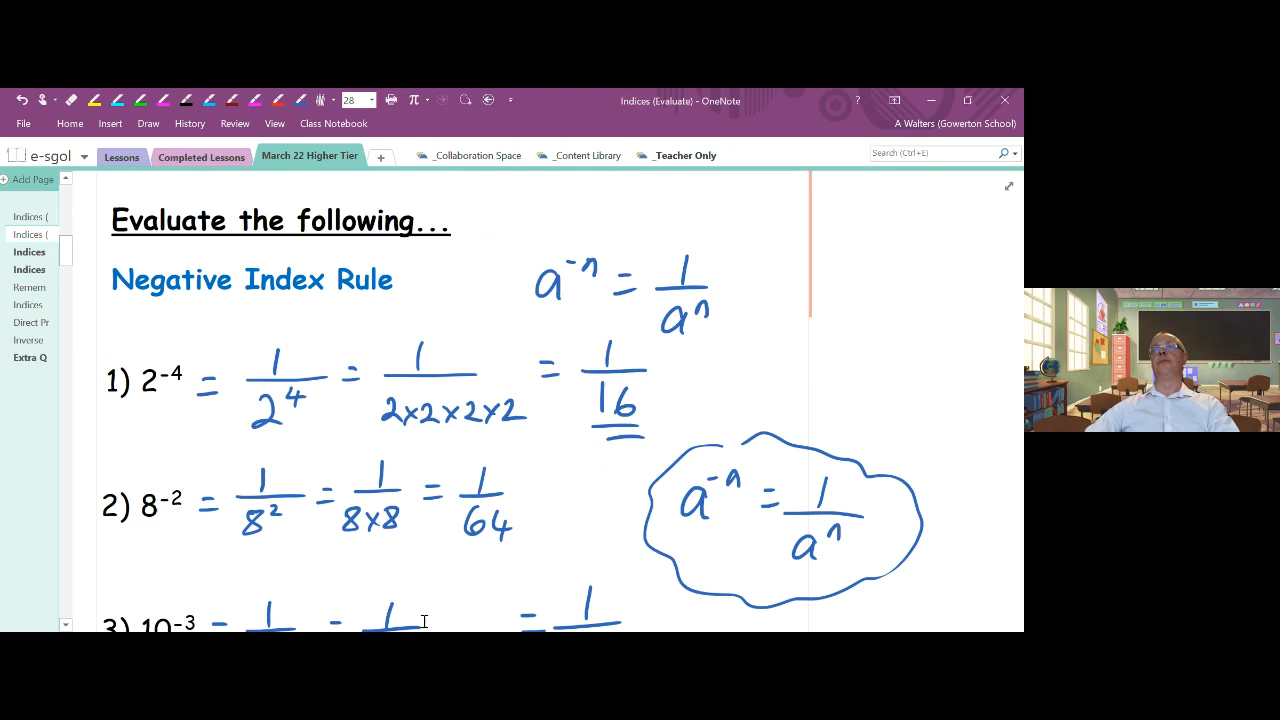 28
Indices (Evaluate) - OneNote
?
File Home Insert Draw History Review View Class Notebook
A Walters (Gowerton School)
e-sgol
Lessons
Completed Lessons
March 22 Higher Tier
+
_Collaboration Space
_Content Library
_Teacher Only
Search (Ctrl+E)
Add Page
Indices (
Indices (
Indices
Indices
Remem
Indices
Direct Pr
Inverse
Extra Q
Evaluate the following...
Negative Index Rule
a⁻ⁿ = 1/aⁿ
1) 2⁻⁴ = 1/2⁴ = 1/2×2×2×2 = 1/16
2) 8⁻² = 1/8² = 1/8×8 = 1/64
a⁻ⁿ = 1/aⁿ
3) 10⁻³ = 1 = 1 = 1